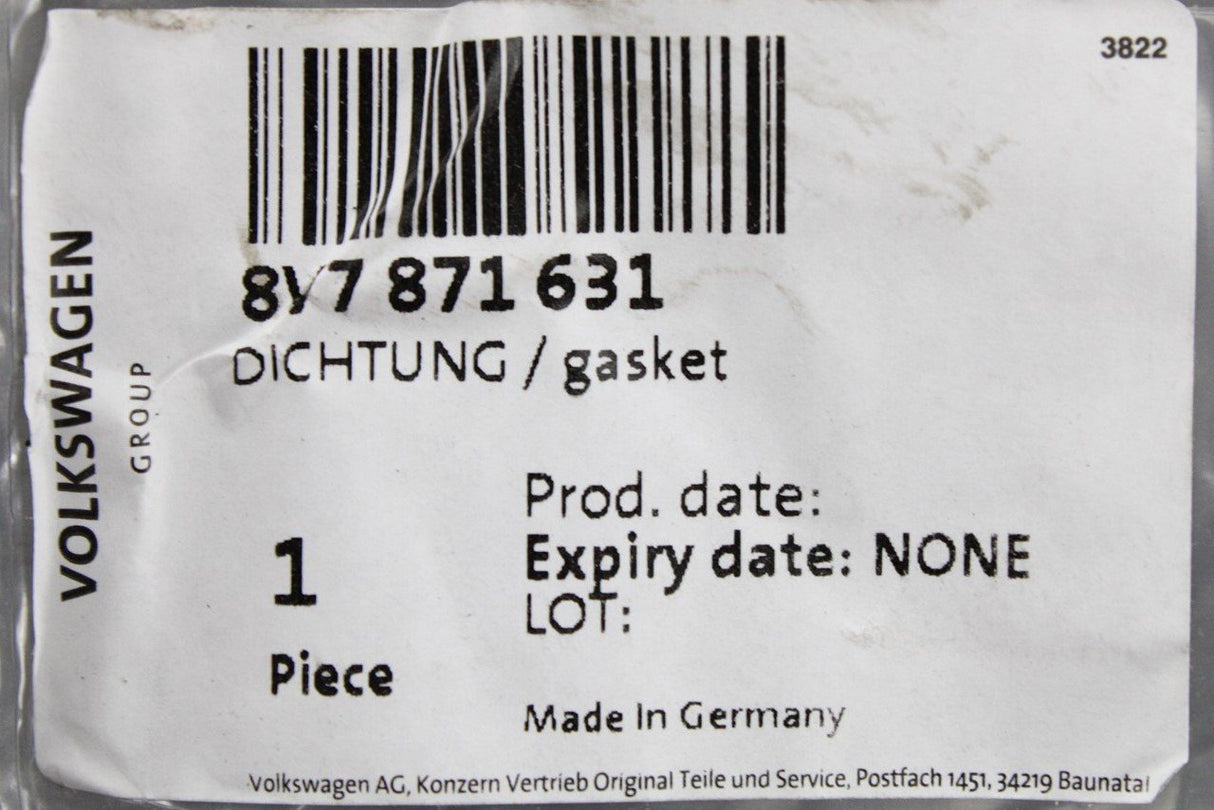 3822
8V7 871 631
DICHTUNG / gasket
VOLKSWAGEN
GROUP
Prod. date:
Expiry date: NONE
LOT:
1
Piece
Made In Germany
Volkswagen AG, Konzern Vertrieb Original Teile und Service, Postfach 1451, 34219 Baunatal